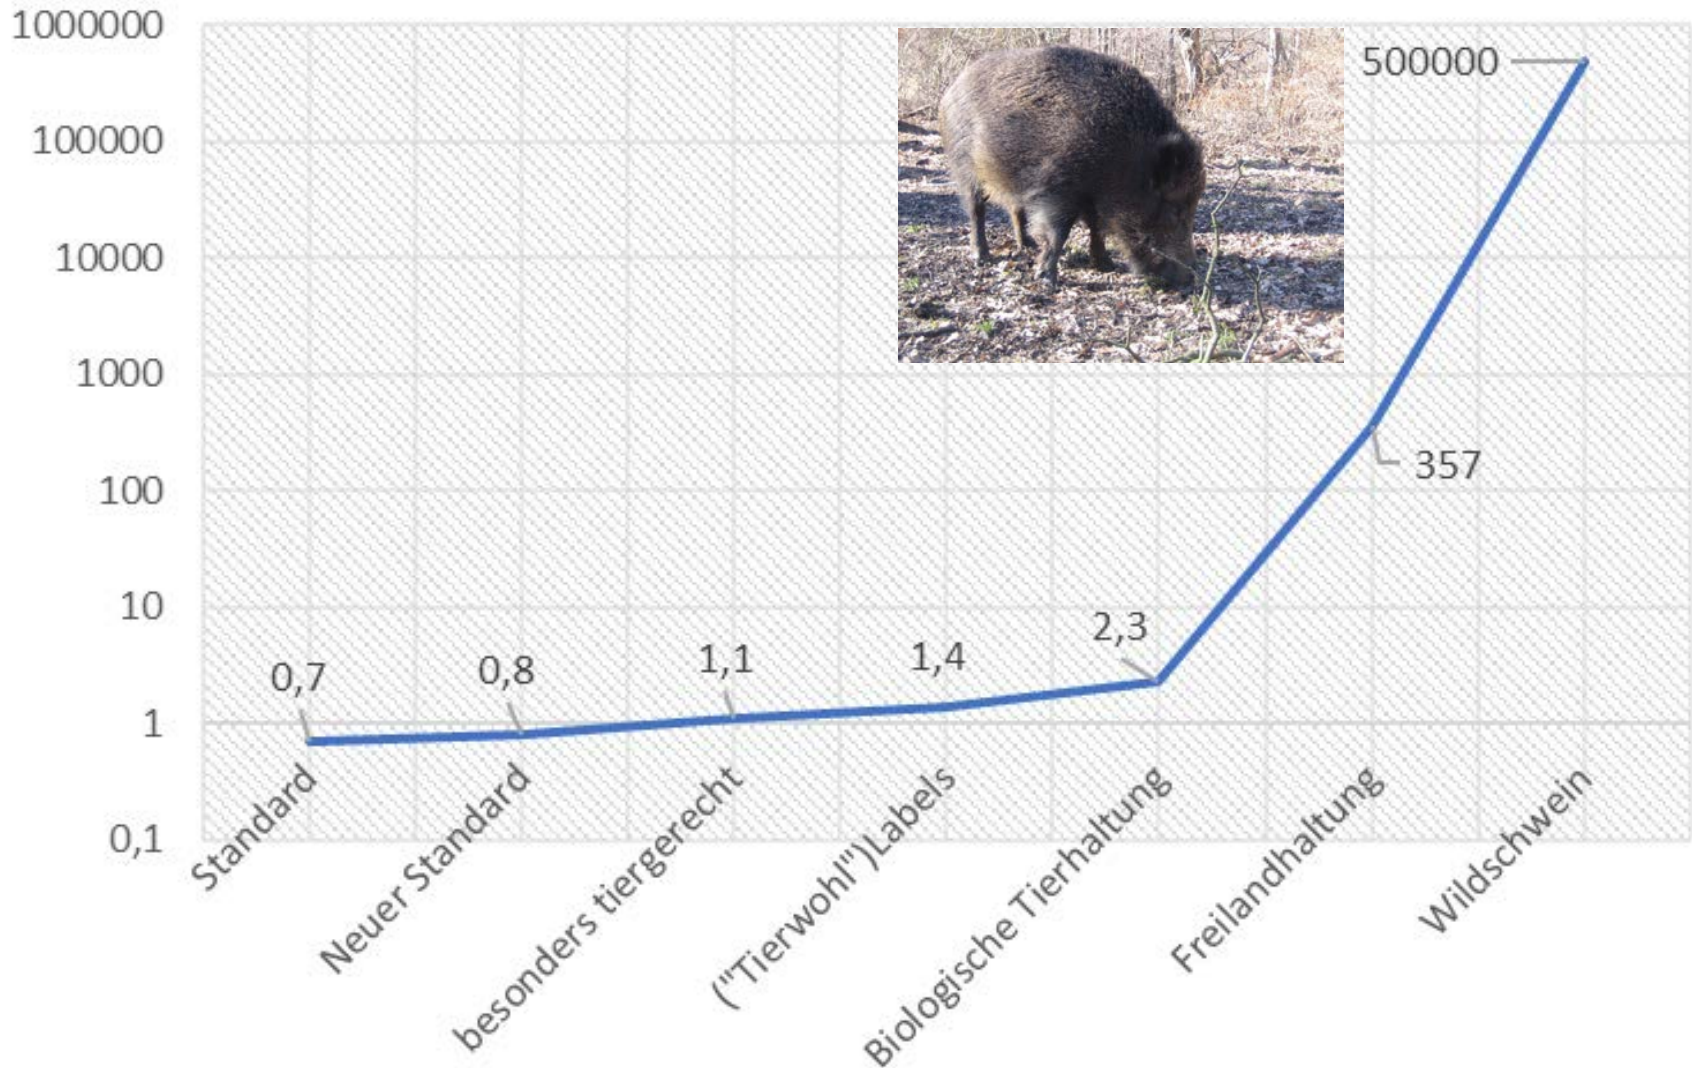 1000000
100000
10000
1000
100
10
1
0,1
0,7
0,8
1,1
1,4
2,3
357
500000
Standard
Neuer Standard
besonders tiergerecht
("Tierwohl")Labels
Biologische Tierhaltung
Freilandhaltung
Wildschwein